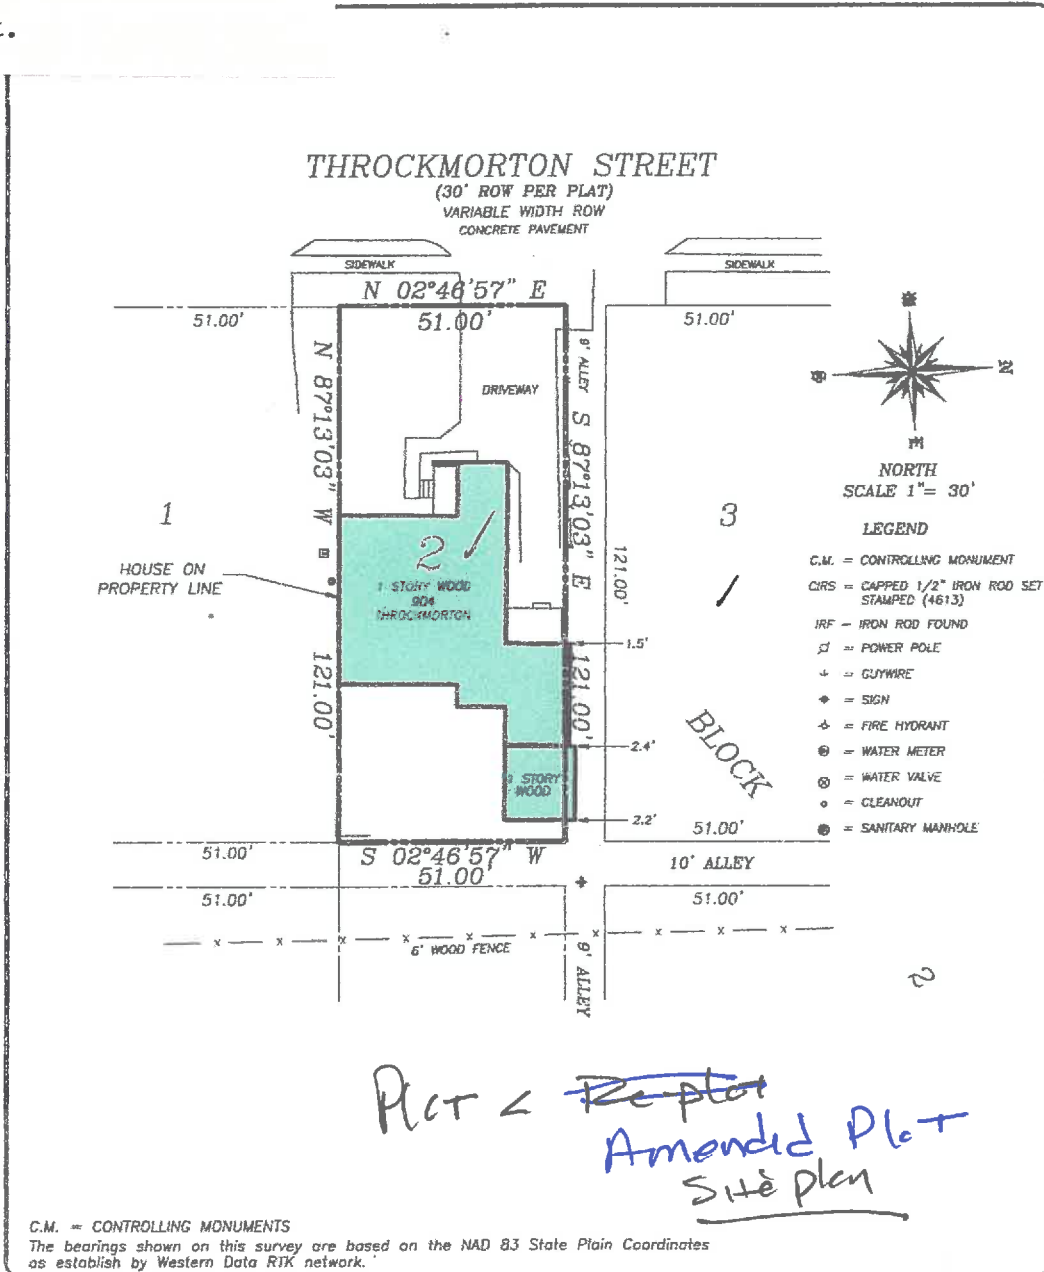 THROCKMORTON STREET
(30' ROW PER PLAT)
VARIABLE WIDTH ROW
CONCRETE PAVEMENT
SIDEWALK
SIDEWALK
N 02°46'57" E
51.00'
51.00'
51.00'
N 87°13'03" W
121.00'
DRIVEWAY
9' ALLEY
S 87°13'03" E
121.00'
121.00'
1
2
3
HOUSE ON
PROPERTY LINE
1 STORY WOOD
904
THROCKMORTON
1.5'
2.4'
2.2'
STORY
WOOD
BLOCK
2
51.00'
S 02°46'57" W
51.00'
51.00'
10' ALLEY
51.00'
51.00'
6' WOOD FENCE
ALLEY
N
E
NORTH
SCALE 1"= 30'
LEGEND
C.M. = CONTROLLING MONUMENT
CIRS = CAPPED 1/2" IRON ROD SET
STAMPED (4613)
IRF = IRON ROD FOUND
= POWER POLE
= GUYWIRE
= SIGN
= FIRE HYDRANT
= WATER METER
= WATER VALVE
= CLEANOUT
= SANITARY MANHOLE
Plat < Replat
Amended Plat
Site plan
C.M. = CONTROLLING MONUMENTS
The bearings shown on this survey are based on the NAD 83 State Plain Coordinates
as establish by Western Data RTK network.